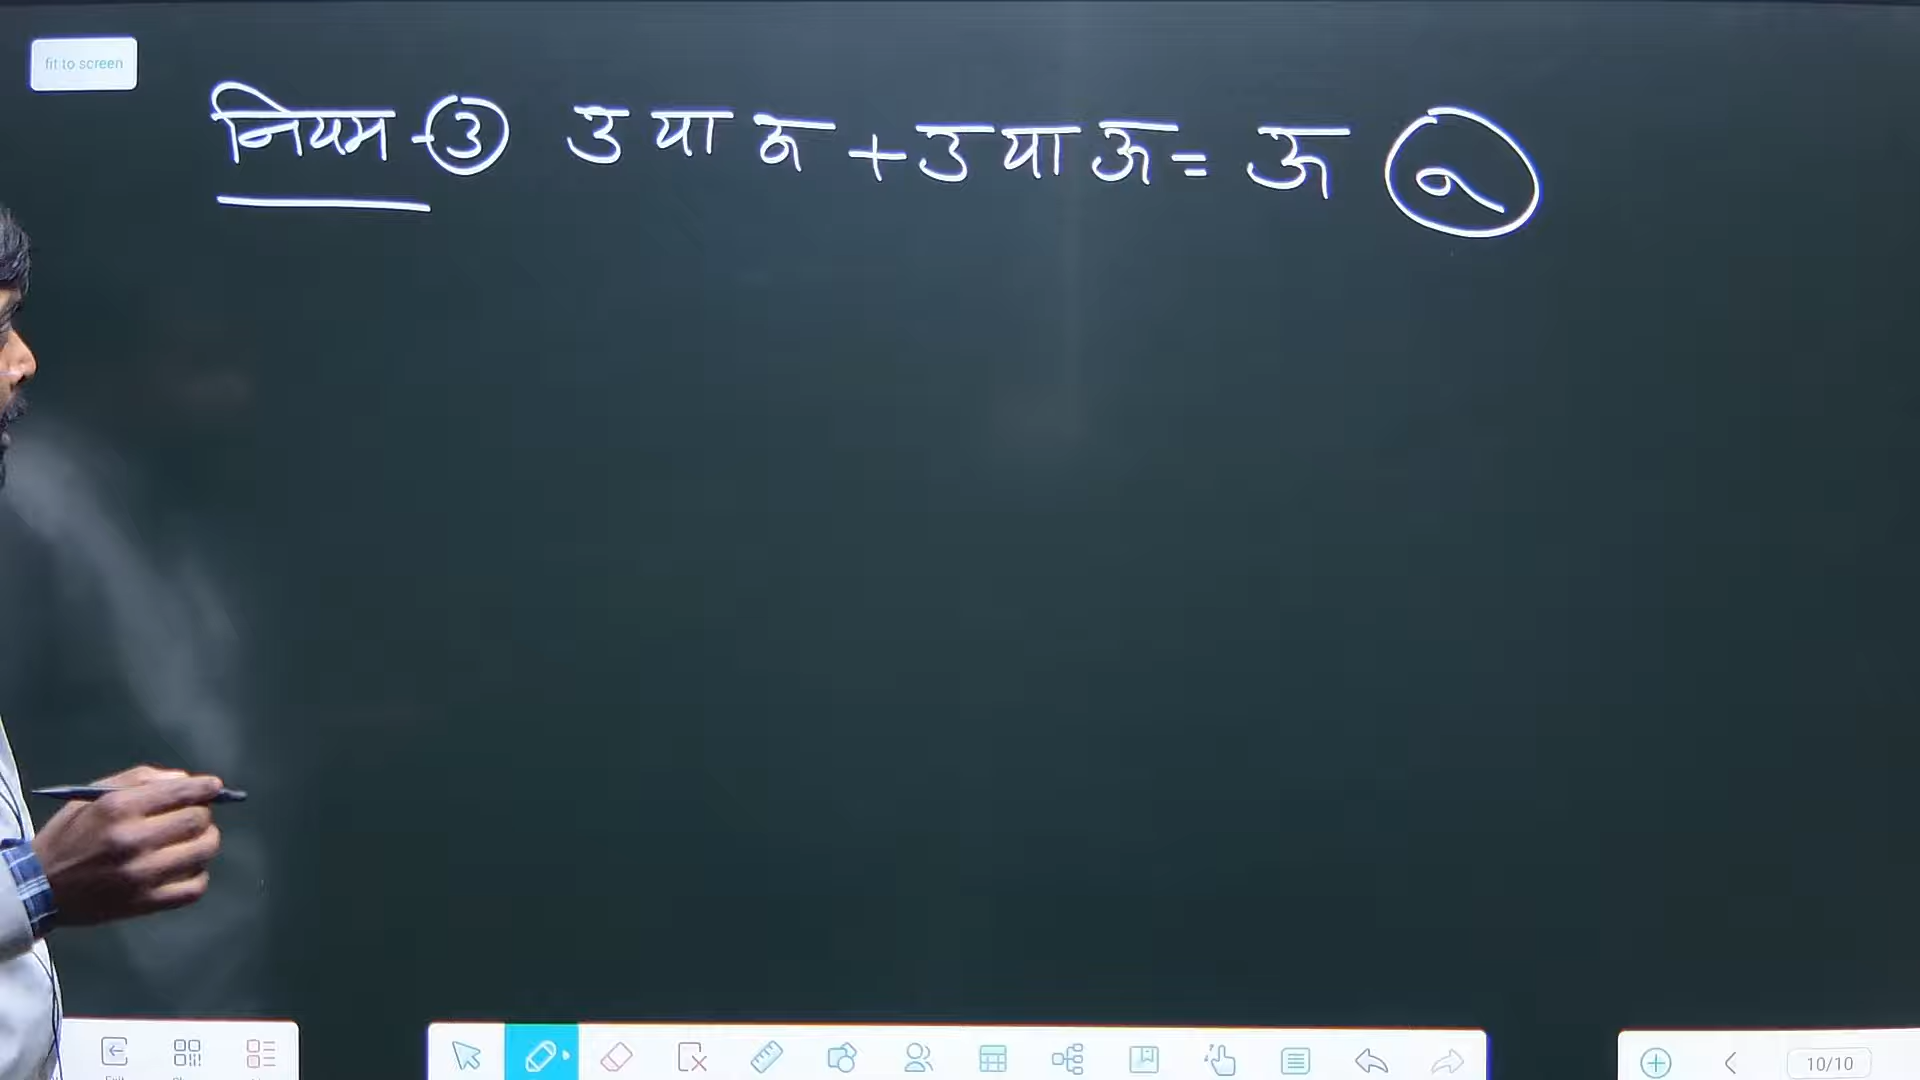 fit to screen
नियम -③ उ या ऊ + उ या ऊ = ऊ ू
10/10